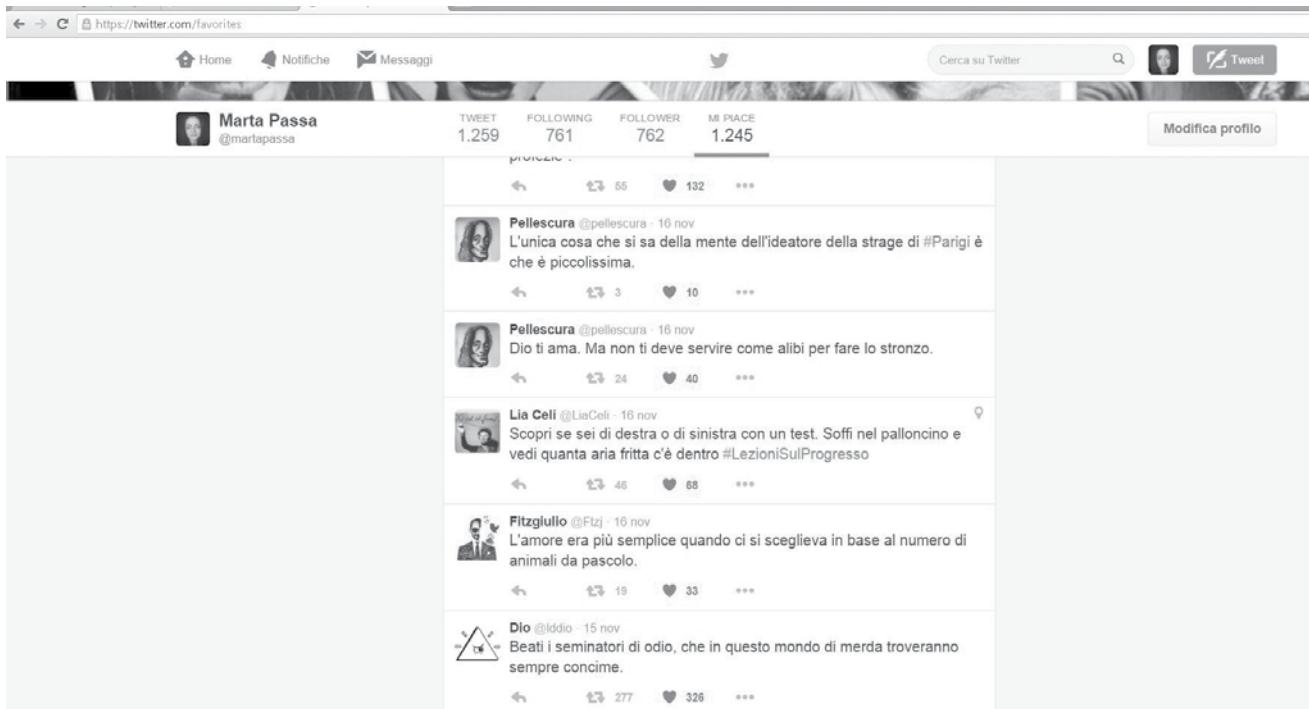 https://twitter.com/favorites
Home Notifiche Messaggi Cerca su Twitter Tweet
Marta Passa
@martapassa
TWEET FOLLOWING FOLLOWER MI PIACE
1.259 761 762 1.245
Modifica profilo
profezie".
55 132
Pellescura @pellescura · 16 nov
L'unica cosa che si sa della mente dell'ideatore della strage di #Parigi è
che è piccolissima.
3 10
Pellescura @pellescura · 16 nov
Dio ti ama. Ma non ti deve servire come alibi per fare lo stronzo.
24 40
Lia Celi @LiaCeli · 16 nov
Scopri se sei di destra o di sinistra con un test. Soffi nel palloncino e
vedi quanta aria fritta c'è dentro #LezioniSulProgresso
46 68
Fitzgiulio @Ftzj · 16 nov
L'amore era più semplice quando ci si sceglieva in base al numero di
animali da pascolo.
19 33
Dio @Iddio · 15 nov
Beati i seminatori di odio, che in questo mondo di merda troveranno
sempre concime.
277 326